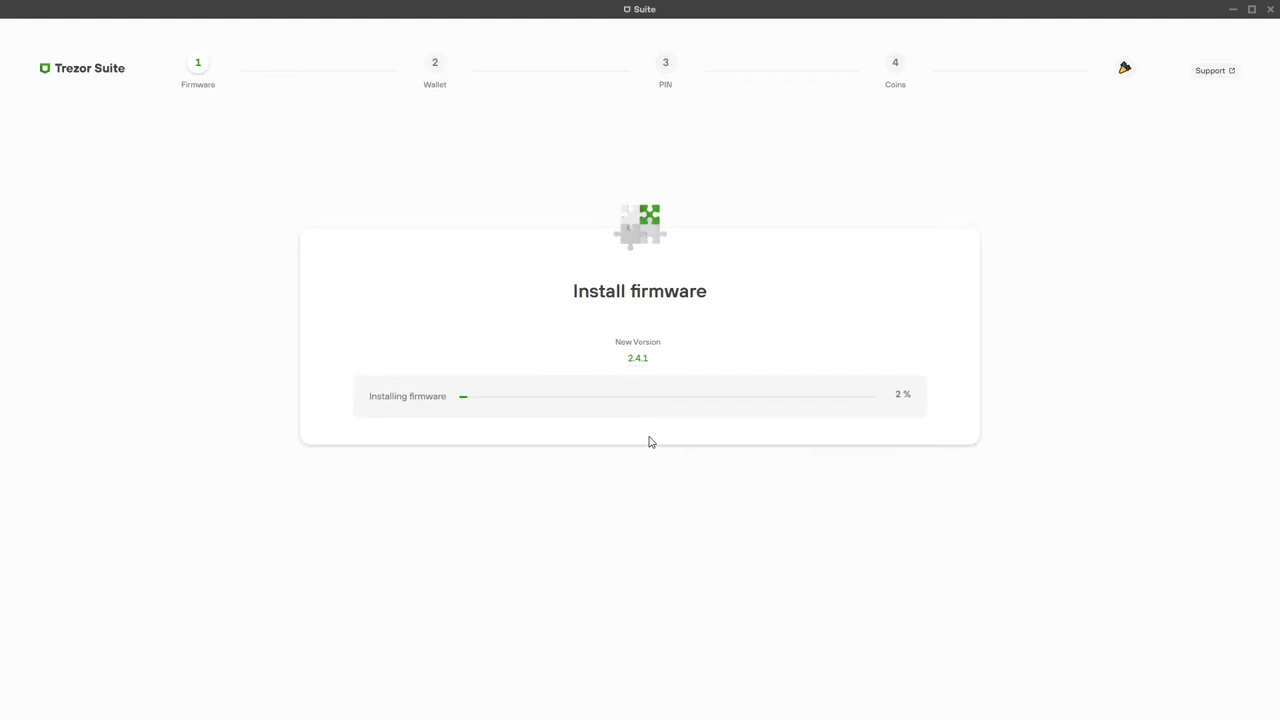 Suite
Trezor Suite
1
Firmware
2
Wallet
3
PIN
4
Coins
Support
Install firmware
New Version
2.4.1
Installing firmware
2 %